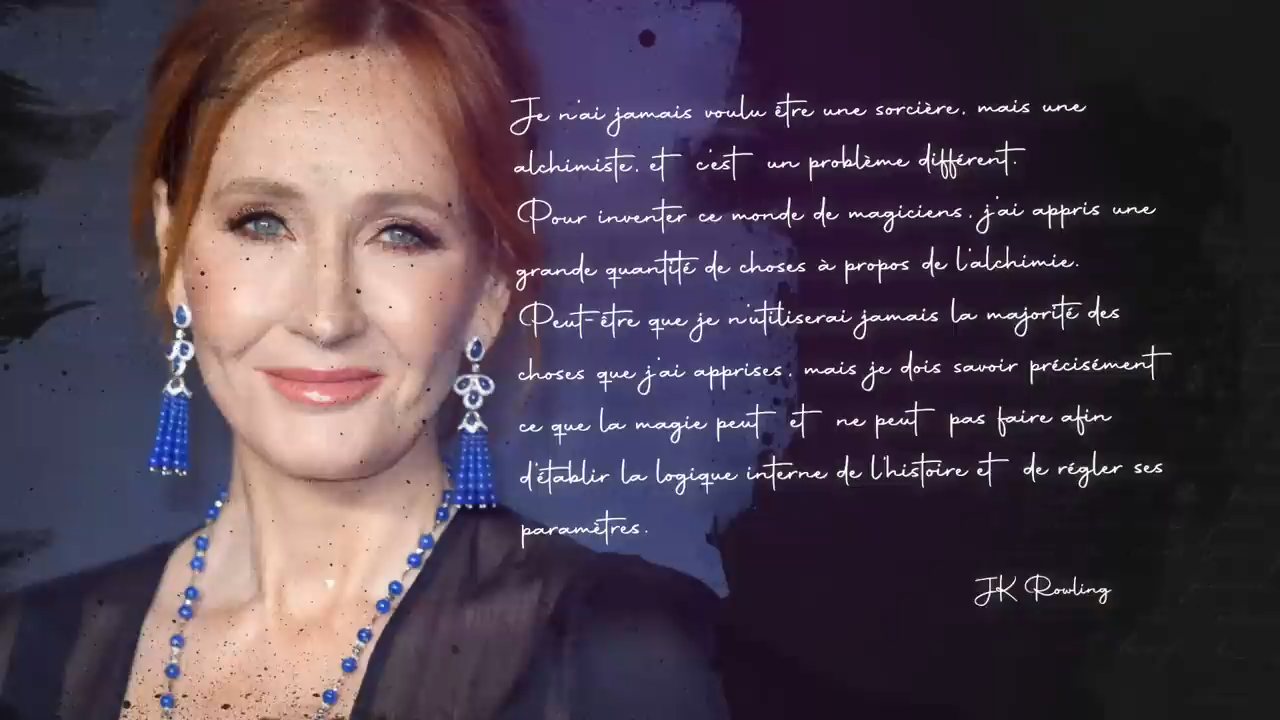 Je n'ai jamais voulu être une sorcière, mais une
alchimiste, et c'est un problème différent.
Pour inventer ce monde de magiciens, j'ai appris une
grande quantité de choses à propos de l'alchimie.
Peut-être que je n'utiliserai jamais la majorité des
choses que j'ai apprises, mais je dois savoir précisément
ce que la magie peut et ne peut pas faire afin
d'établir la logique interne de l'histoire et de régler ses
paramètres.
JK Rowling